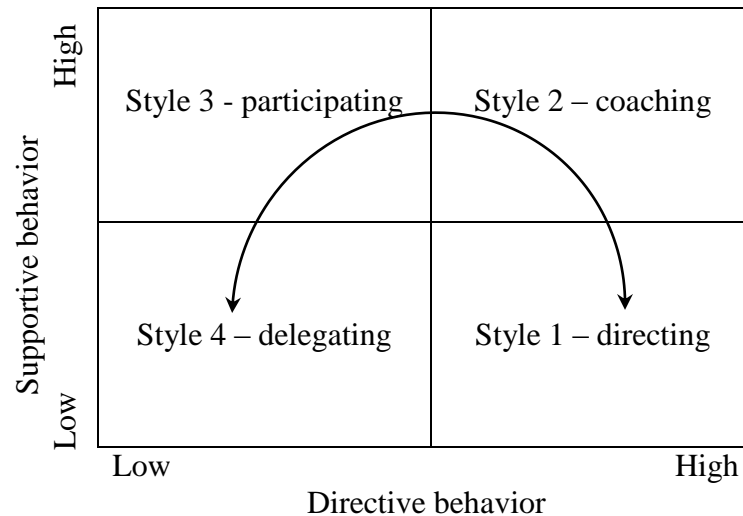 High
Style 3 - participating
Style 2 – coaching
Supportive behavior
Style 4 – delegating
Style 1 – directing
Low
Low
High
Directive behavior